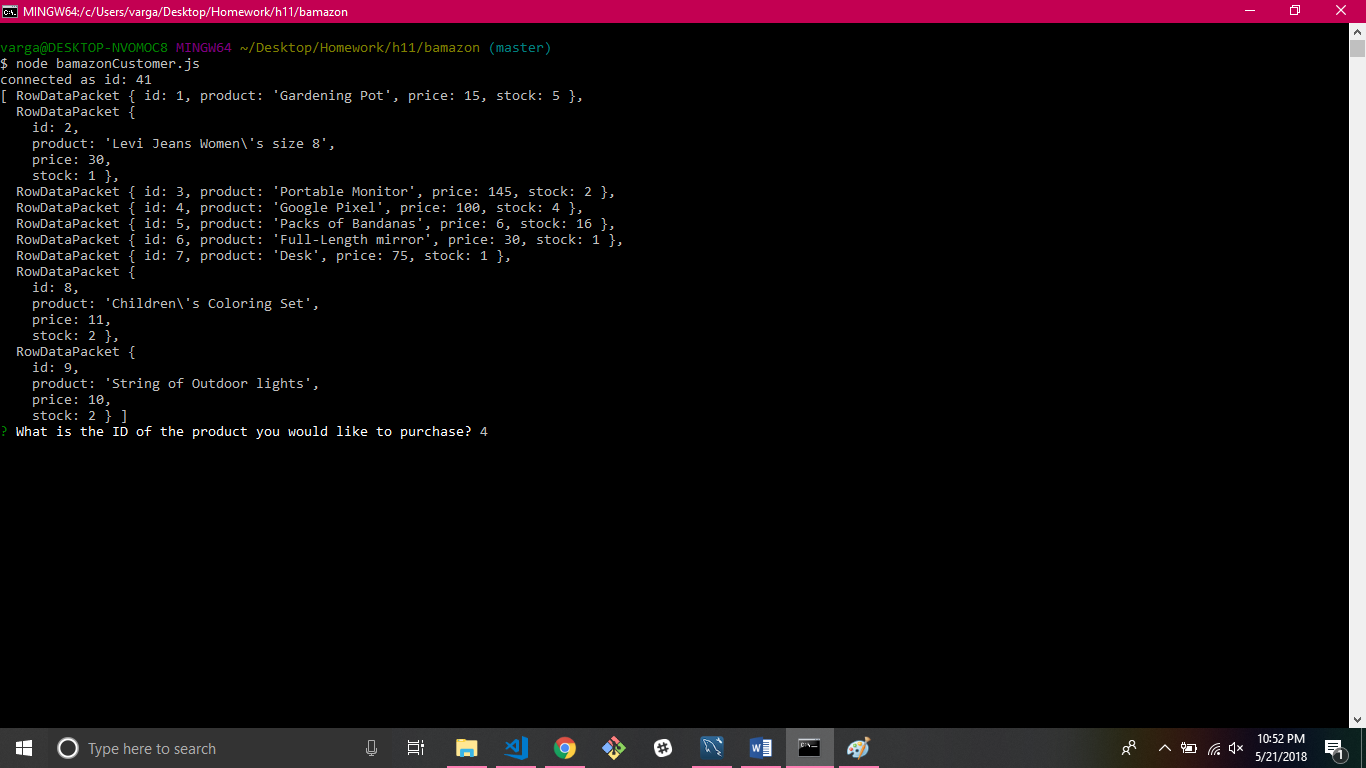 MINGW64:/c/Users/varga/Desktop/Homework/h11/bamazon
varga@DESKTOP-NVOMOC8 MINGW64 ~/Desktop/Homework/h11/bamazon (master)
$ node bamazonCustomer.js
connected as id: 41
[ RowDataPacket { id: 1, product: 'Gardening Pot', price: 15, stock: 5 },
  RowDataPacket {
    id: 2,
    product: 'Levi Jeans Women\'s size 8',
    price: 30,
    stock: 1 },
  RowDataPacket { id: 3, product: 'Portable Monitor', price: 145, stock: 2 },
  RowDataPacket { id: 4, product: 'Google Pixel', price: 100, stock: 4 },
  RowDataPacket { id: 5, product: 'Packs of Bandanas', price: 6, stock: 16 },
  RowDataPacket { id: 6, product: 'Full-Length mirror', price: 30, stock: 1 },
  RowDataPacket { id: 7, product: 'Desk', price: 75, stock: 1 },
  RowDataPacket {
    id: 8,
    product: 'Children\'s Coloring Set',
    price: 11,
    stock: 2 },
  RowDataPacket {
    id: 9,
    product: 'String of Outdoor lights',
    price: 10,
    stock: 2 } ]
? What is the ID of the product you would like to purchase? 4
Type here to search
10:52 PM
5/21/2018
1